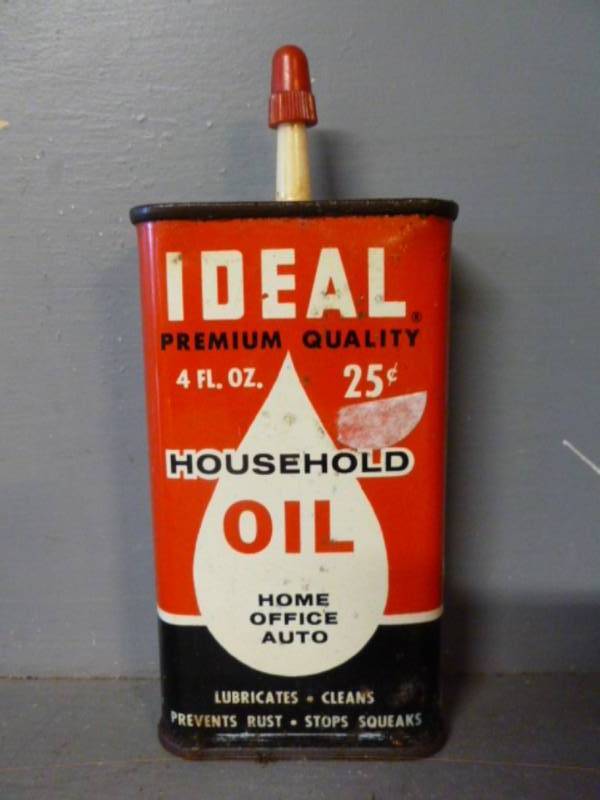 IDEAL®
PREMIUM QUALITY
4 FL. OZ. 25¢
HOUSEHOLD
OIL
HOME
OFFICE
AUTO
LUBRICATES • CLEANS
PREVENTS RUST • STOPS SQUEAKS